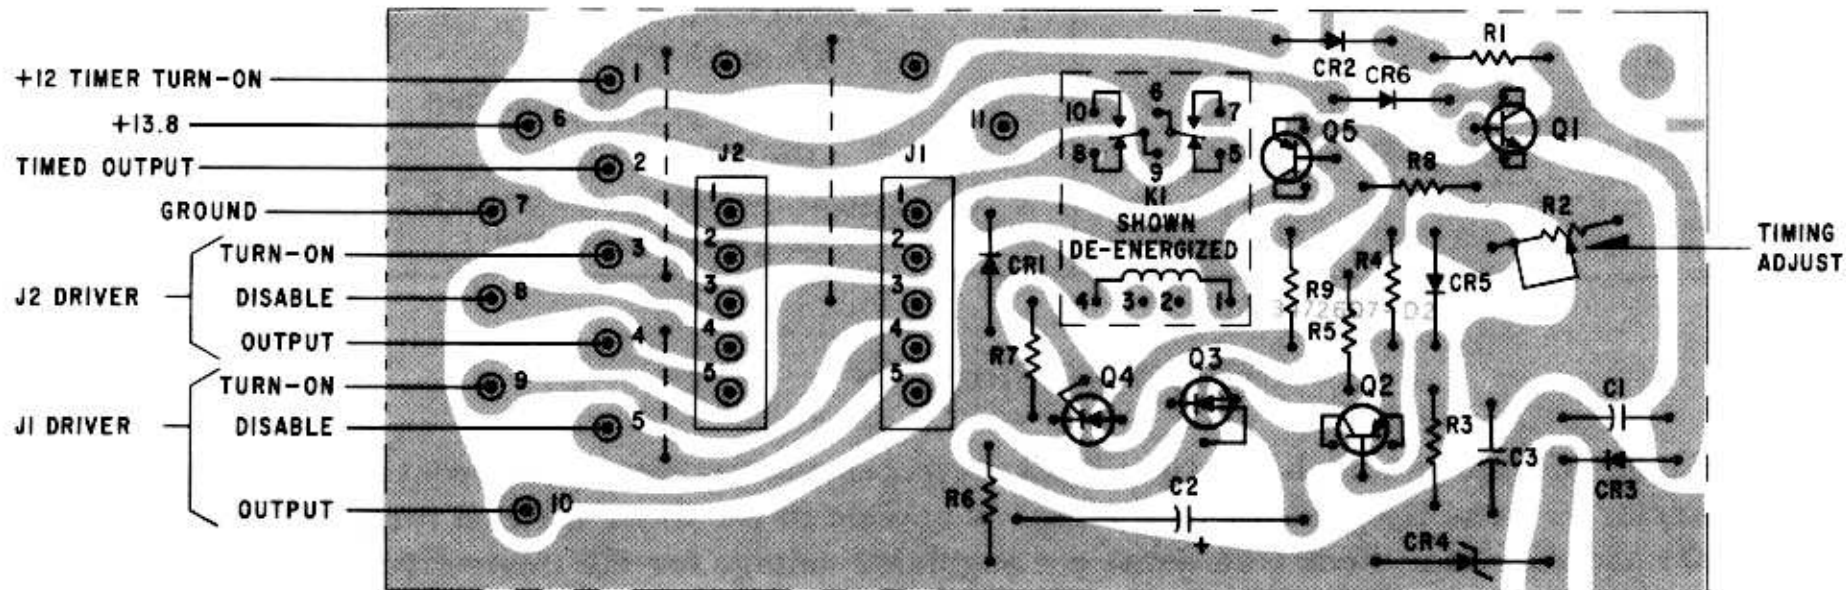 +12 TIMER TURN-ON
+13.8
TIMED OUTPUT
GROUND
J2 DRIVER
TURN-ON
DISABLE
OUTPUT
J1 DRIVER
TURN-ON
DISABLE
OUTPUT
1
6
2
7
3
8
4
9
5
10
J2
1
2
3
4
5
J1
1
2
3
4
5
11
10
6
7
8
9
5
K1
SHOWN
DE-ENERGIZED
4
3
2
1
CR1
R7
R6
C2
+
Q4
Q3
CR2
CR6
R1
Q5
Q1
R8
R2
TIMING
ADJUST
R9
R5
R4
CR5
Q2
R3
C3
C1
CR3
CR4